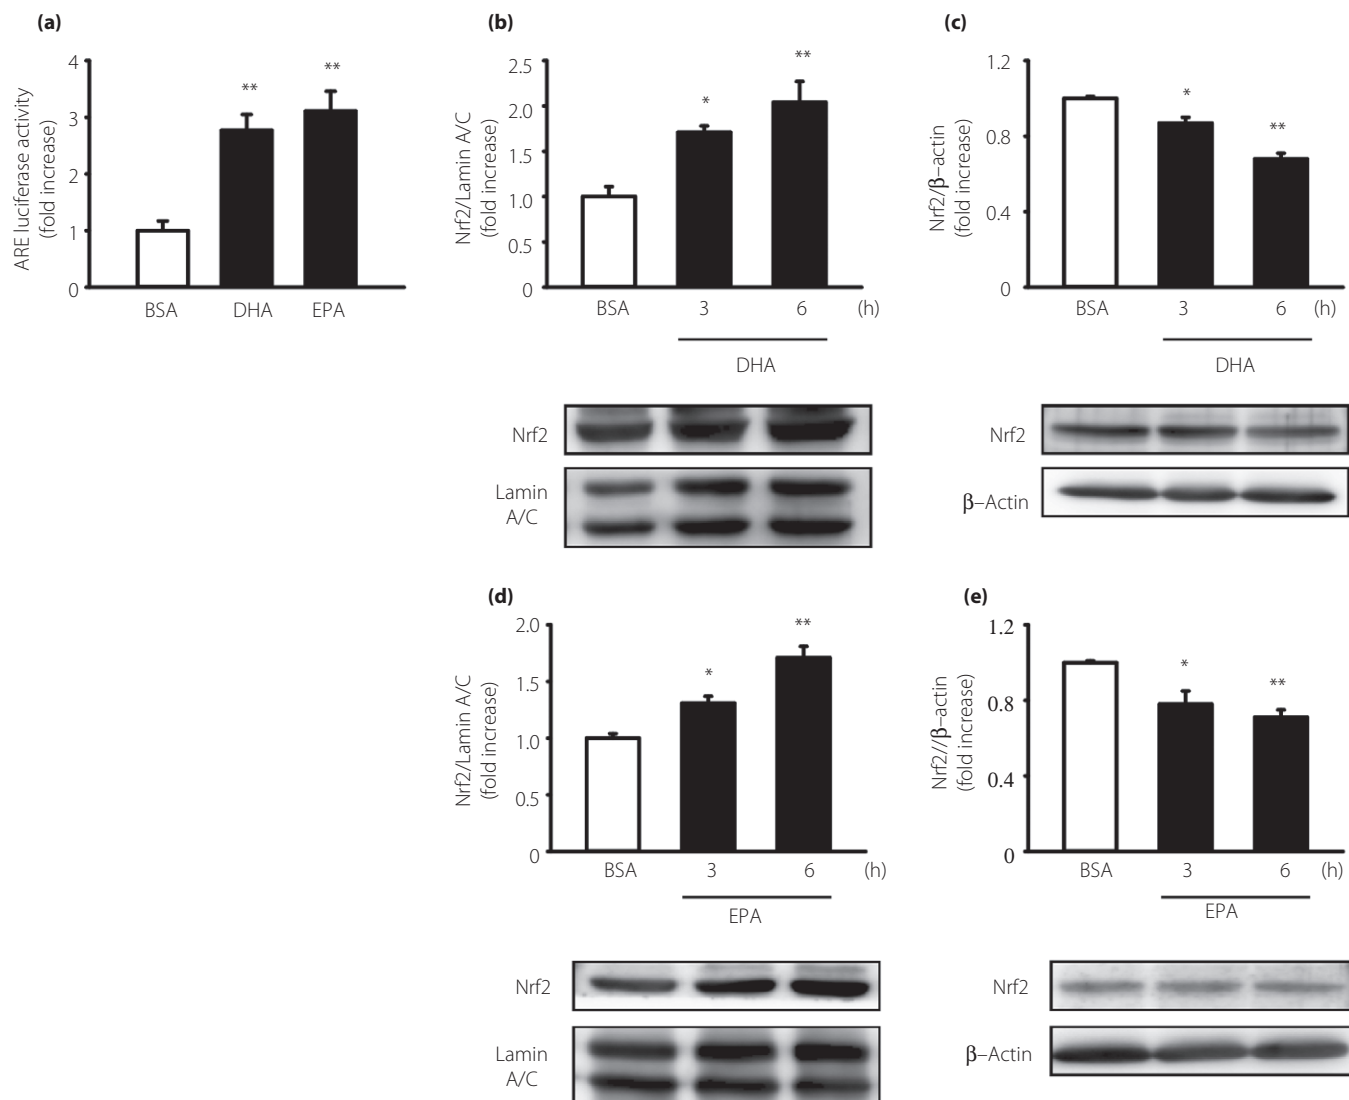 (a)
ARE luciferase activity
(fold increase)
4
3
2
1
0
**
**
BSA
DHA
EPA
(b)
Nrf2/Lamin A/C
(fold increase)
2.5
2.0
1.5
1.0
0.5
0
*
**
BSA
3
6
(h)
DHA
Nrf2
Lamin
A/C
(c)
Nrf2/β–actin
(fold increase)
1.2
0.8
0.4
0
*
**
BSA
3
6
(h)
DHA
Nrf2
β–Actin
(d)
Nrf2/Lamin A/C
(fold increase)
2.0
1.5
1.0
0.5
0
*
**
BSA
3
6
(h)
EPA
Nrf2
Lamin
A/C
(e)
Nrf2//β–actin
(fold increase)
1.2
0.8
0.4
0
*
**
BSA
3
6
(h)
EPA
Nrf2
β–Actin